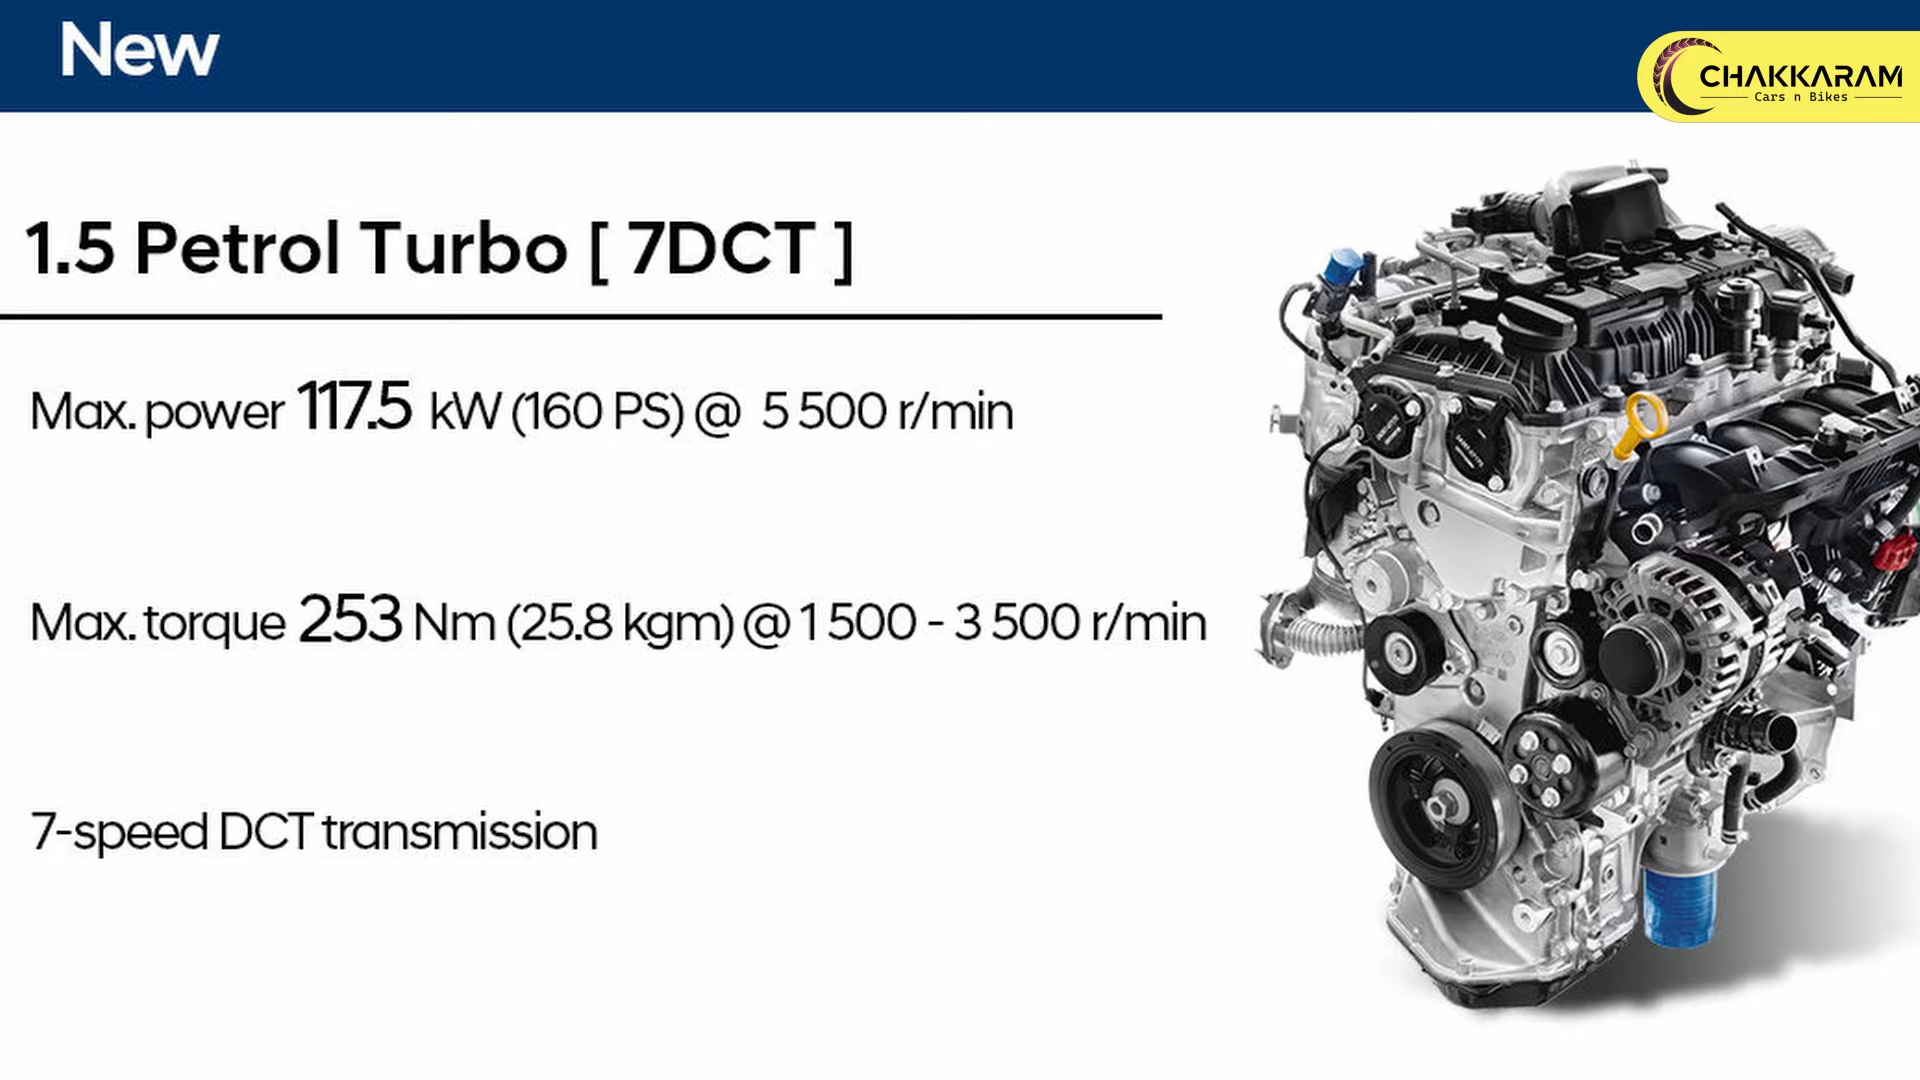 New
CHAKKARAM
Cars n Bikes
1.5 Petrol Turbo [ 7DCT ]
Max. power 117.5 kW (160 PS) @ 5 500 r/min
Max. torque 253 Nm (25.8 kgm) @ 1 500 - 3 500 r/min
7-speed DCT transmission